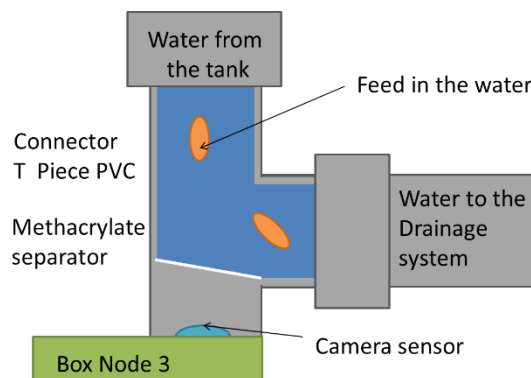 Water from
the tank
Feed in the water
Connector
T Piece PVC
Methacrylate
separator
Water to the
Drainage
system
Camera sensor
Box Node 3